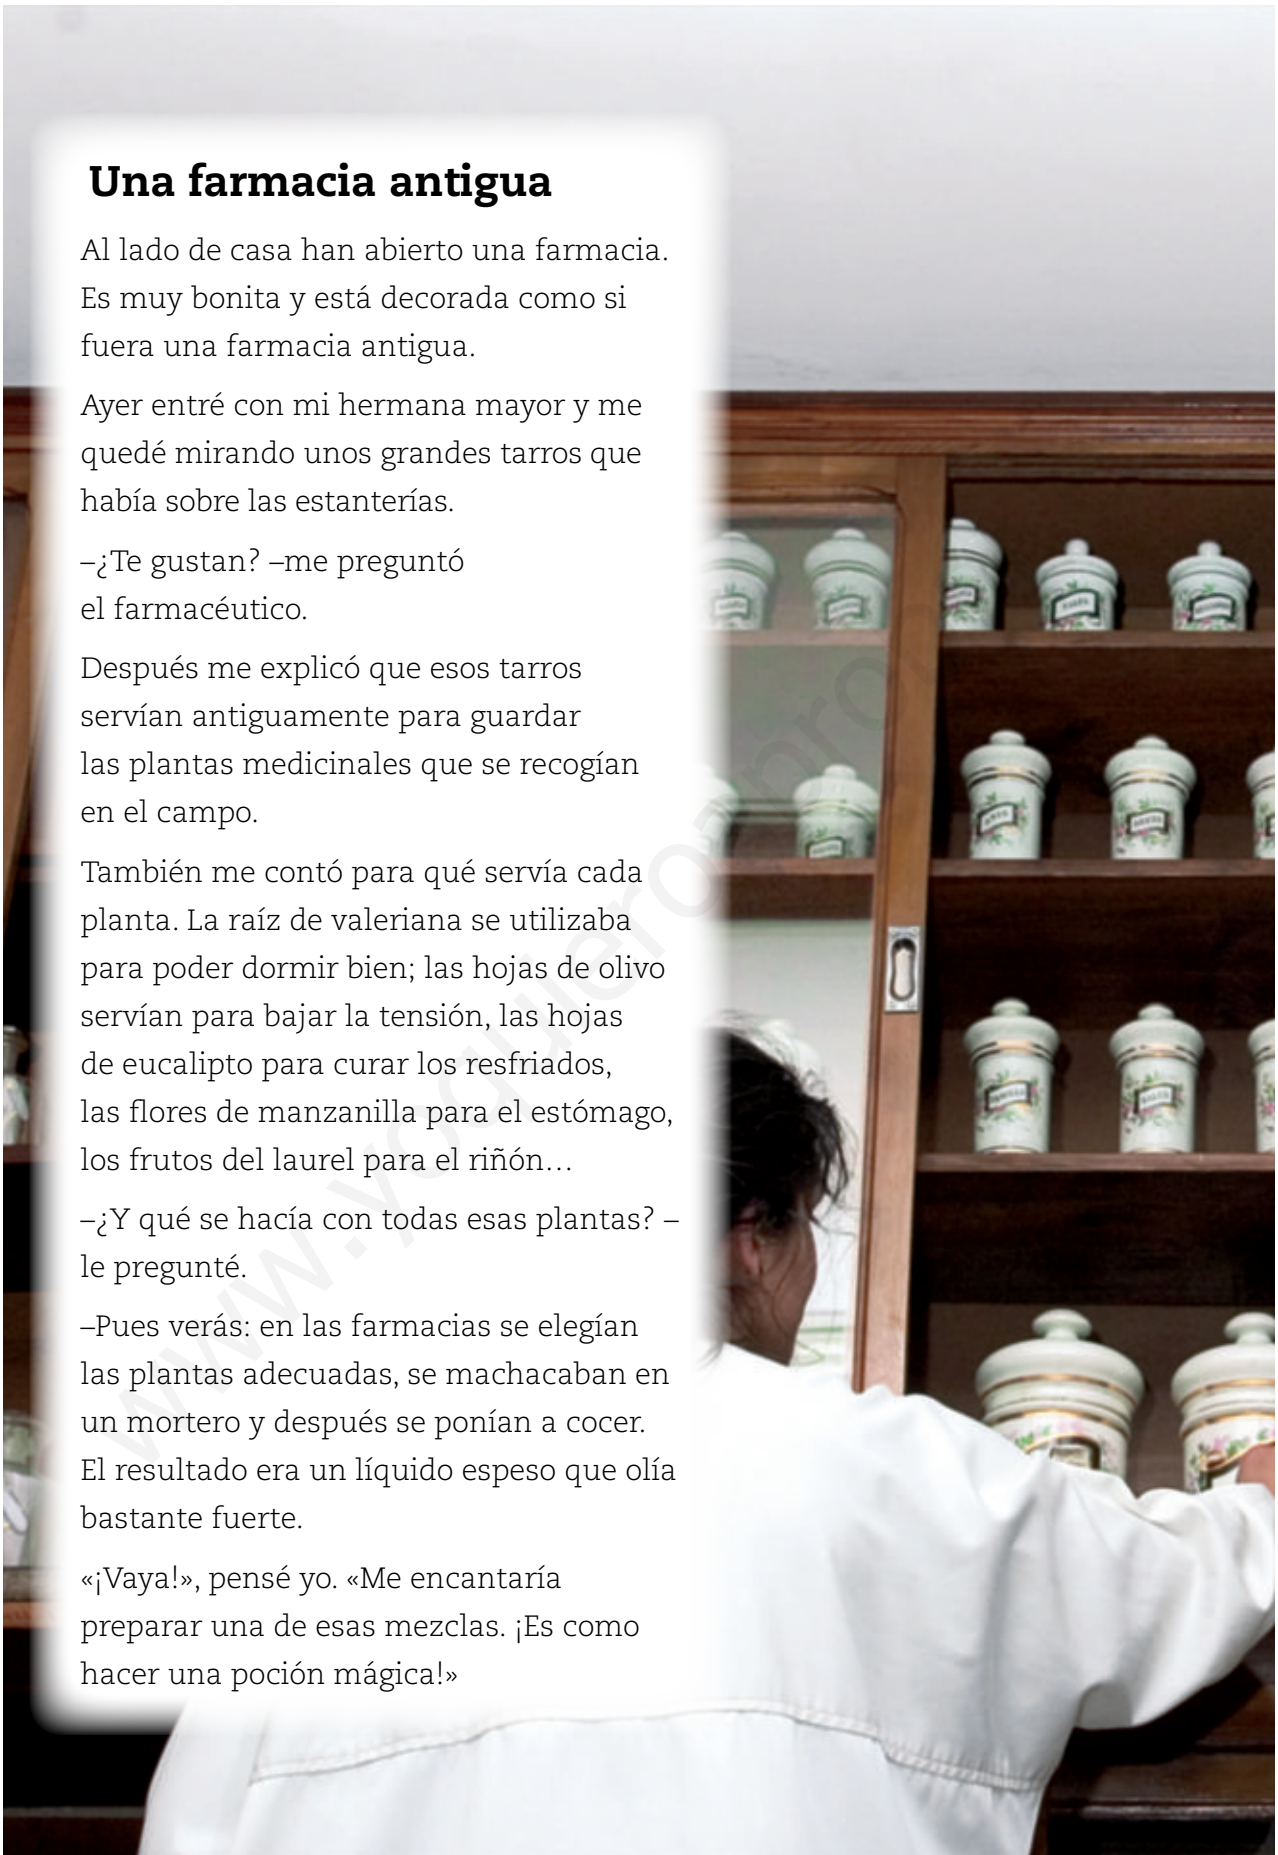 Una farmacia antigua
Al lado de casa han abierto una farmacia.
Es muy bonita y está decorada como si
fuera una farmacia antigua.
Ayer entré con mi hermana mayor y me
quedé mirando unos grandes tarros que
había sobre las estanterías.
–¿Te gustan? –me preguntó
el farmacéutico.
Después me explicó que esos tarros
servían antiguamente para guardar
las plantas medicinales que se recogían
en el campo.
También me contó para qué servía cada
planta. La raíz de valeriana se utilizaba
para poder dormir bien; las hojas de olivo
servían para bajar la tensión, las hojas
de eucalipto para curar los resfriados,
las flores de manzanilla para el estómago,
los frutos del laurel para el riñón...
–¿Y qué se hacía con todas esas plantas? –
le pregunté.
–Pues verás: en las farmacias se elegían
las plantas adecuadas, se machacaban en
un mortero y después se ponían a cocer.
El resultado era un líquido espeso que olía
bastante fuerte.
«¡Vaya!», pensé yo. «Me encantaría
preparar una de esas mezclas. ¡Es como
hacer una poción mágica!»